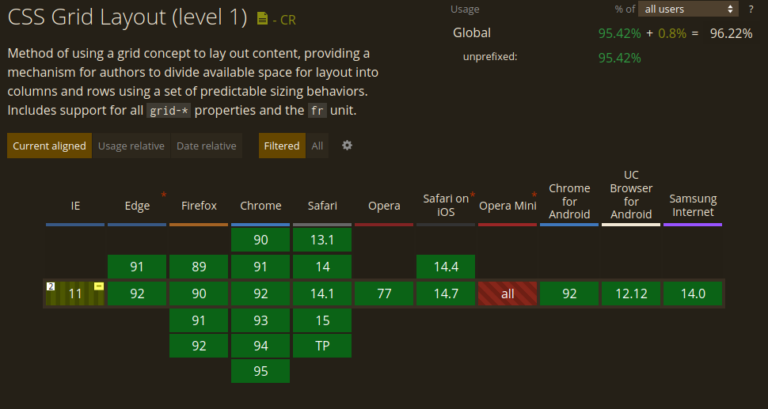 CSS Grid Layout (level 1) - CR
Usage % of all users ?
Global 95.42% + 0.8% = 96.22%
unprefixed: 95.42%
Method of using a grid concept to lay out content, providing a
mechanism for authors to divide available space for layout into
columns and rows using a set of predictable sizing behaviors.
Includes support for all grid-* properties and the fr unit.
Current aligned Usage relative Date relative Filtered All
IE Edge * Firefox Chrome Safari Opera Safari on iOS * Opera Mini * Chrome for Android UC Browser for Android Samsung Internet
90 13.1
91 89 91 14 14.4
2 11 - 92 90 92 14.1 77 14.7 all 92 12.12 14.0
91 93 15
92 94 TP
95